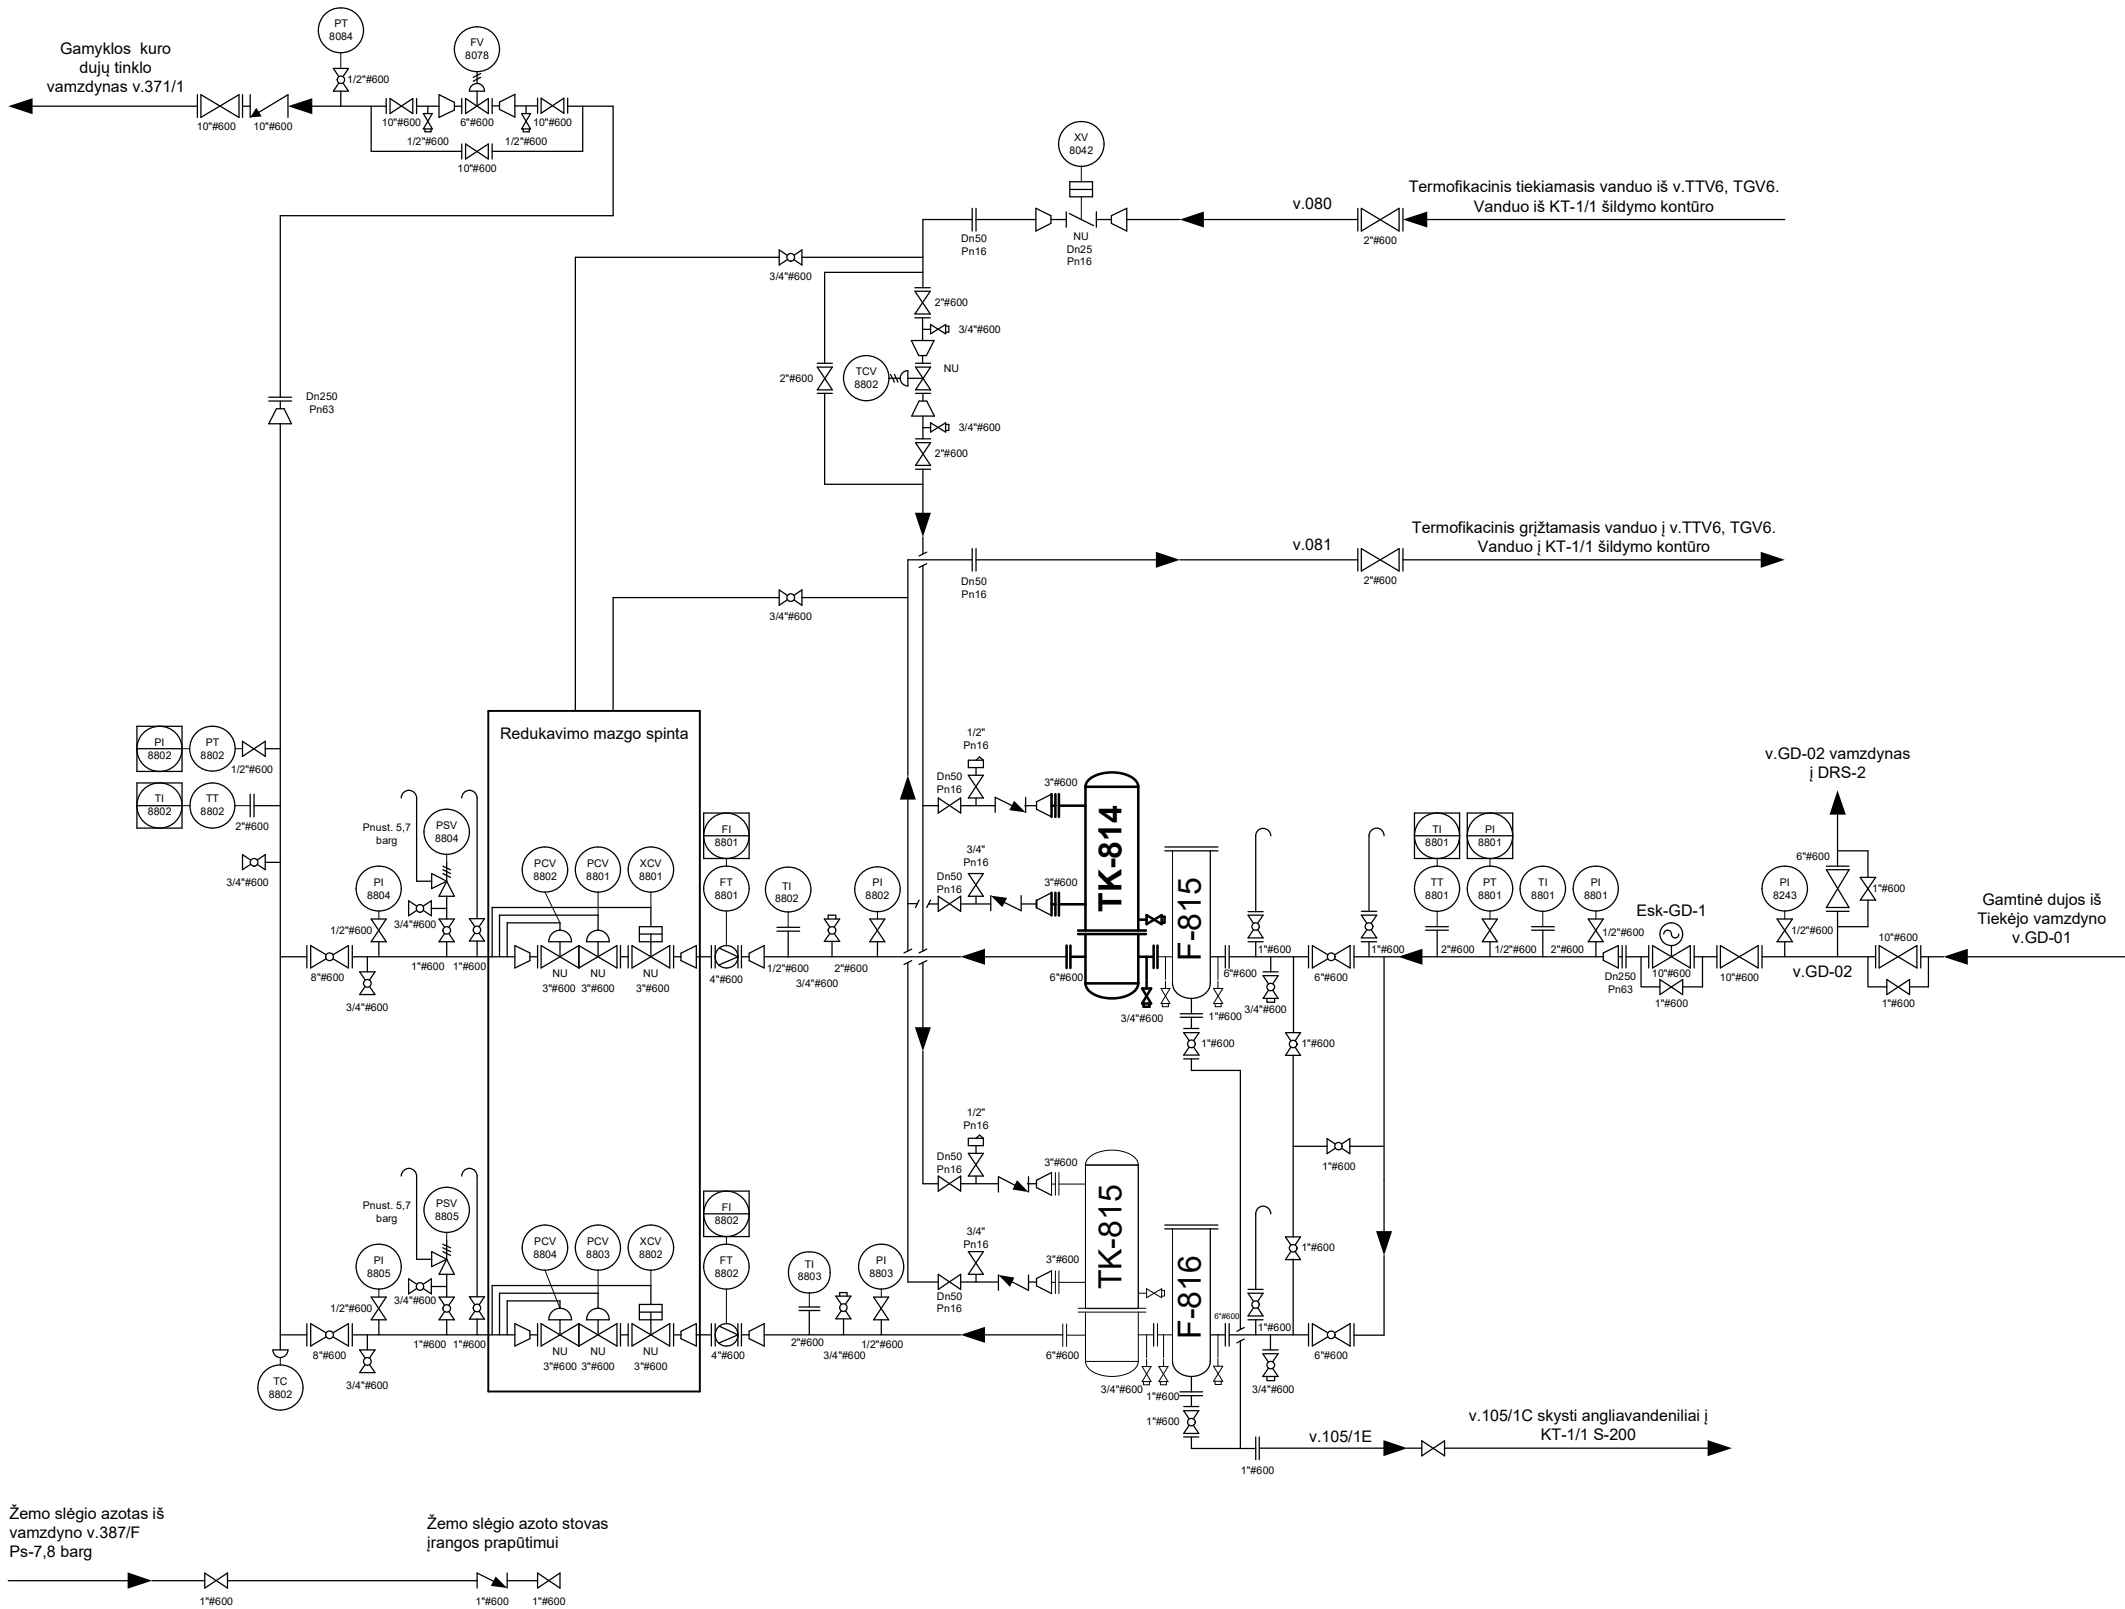 PT
8084
FV
8078
Gamyklos kuro
dujų tinklo
vamzdynas v.371/1
1/2"#600
10"#600
10"#600
10"#600
6"#600
10"#600
1/2"#600
1/2"#600
10"#600
XV
8042
Termofikacinis tiekiamasis vanduo iš v.TTV6, TGV6.
Vanduo iš KT-1/1 šildymo kontūro
v.080
2"#600
Dn50
Pn16
NU
Dn25
Pn16
3/4"#600
2"#600
3/4"#600
2"#600
TCV
8802
NU
3/4"#600
2"#600
Dn250
Pn63
Termofikacinis grįžtamasis vanduo į v.TTV6, TGV6.
Vanduo į KT-1/1 šildymo kontūro
v.081
2"#600
Dn50
Pn16
3/4"#600
Redukavimo mazgo spinta
PI
8802
PT
8802
1/2"#600
TI
8802
TT
8802
2"#600
3/4"#600
Pnust. 5,7
barg
PSV
8804
PI
8804
1/2"#600
3/4"#600
8"#600
3/4"#600
1"#600
1"#600
PCV
8802
PCV
8801
XCV
8801
NU
3"#600
NU
3"#600
3"#600
FI
8801
FT
8801
4"#600
TI
8802
1/2"#600
3/4"#600
PI
8802
2"#600
1/2"
Pn16
Dn50
Pn16
3"#600
3/4"
Pn16
Dn50
Pn16
3"#600
TK-814
6"#600
3/4"#600
F-815
1"#600
6"#600
1"#600
3/4"#600
1"#600
6"#600
1"#600
TI
8801
PI
8801
TT
8801
PT
8801
TI
8801
PI
8801
2"#600
1/2"#600
2"#600
1/2"#600
Dn250
Pn63
Esk-GD-1
10"#600
1"#600
10"#600
PI
8243
1/2"#600
v.GD-02 vamzdynas
į DRS-2
6"#600
1"#600
v.GD-02
10"#600
1"#600
Gamtinė dujos iš
Tiekėjo vamzdyno
v.GD-01
1"#600
1"#600
1"#600
Pnust. 5,7
barg
PSV
8805
PI
8805
1/2"#600
3/4"#600
8"#600
3/4"#600
1"#600
1"#600
TC
8802
PCV
8804
PCV
8803
XCV
8802
NU
3"#600
NU
3"#600
3"#600
FI
8802
FT
8802
4"#600
TI
8803
2"#600
3/4"#600
PI
8803
1/2"#600
1/2"
Pn16
Dn50
Pn16
3"#600
3/4"
Pn16
Dn50
Pn16
3"#600
TK-815
6"#600
3/4"#600
1"#600
F-816
1"#600
6"#600
1"#600
3/4"#600
1"#600
6"#600
v.105/1C skysti angliavandeniliai į
KT-1/1 S-200
v.105/1E
1"#600
Žemo slėgio azotas iš
vamzdyno v.387/F
Ps-7,8 barg
1"#600
Žemo slėgio azoto stovas
įrangos prapūtimui
1"#600
1"#600